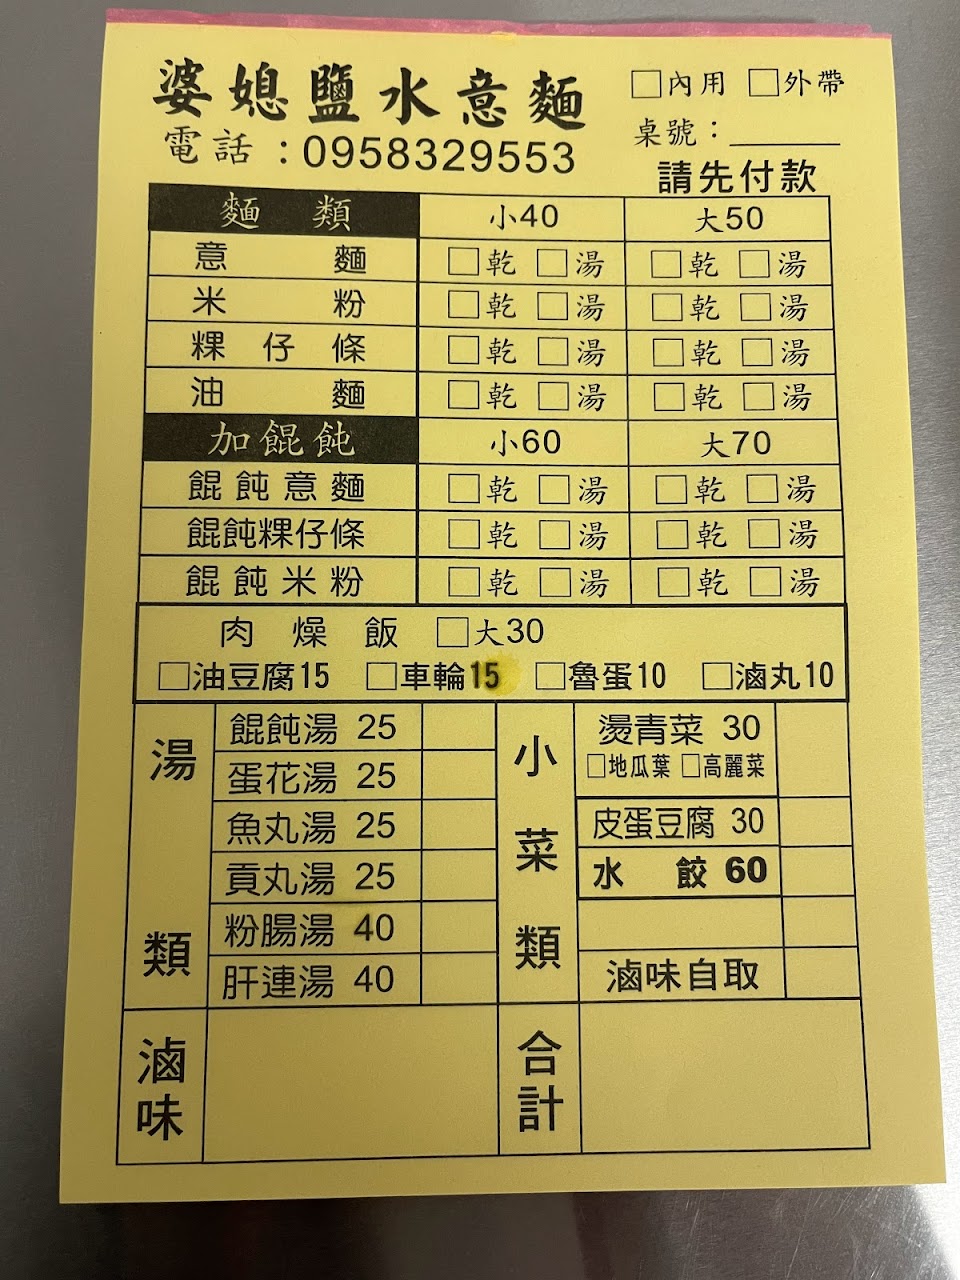 婆媳鹽水意麵
□內用 □外帶
電話：0958329553
桌號：
請先付款
麵類 小40 大50
意麵 □乾 □湯 □乾 □湯
米粉 □乾 □湯 □乾 □湯
粿仔條 □乾 □湯 □乾 □湯
油麵 □乾 □湯 □乾 □湯
加餛飩 小60 大70
餛飩意麵 □乾 □湯 □乾 □湯
餛飩粿仔條 □乾 □湯 □乾 □湯
餛飩米粉 □乾 □湯 □乾 □湯
肉燥飯 □大30
□油豆腐15 □車輪15 □魯蛋10 □滷丸10
湯類
餛飩湯 25
蛋花湯 25
魚丸湯 25
貢丸湯 25
粉腸湯 40
肝連湯 40
小菜類
燙青菜 30
□地瓜葉 □高麗菜
皮蛋豆腐 30
水餃 60
滷味自取
滷味
合計